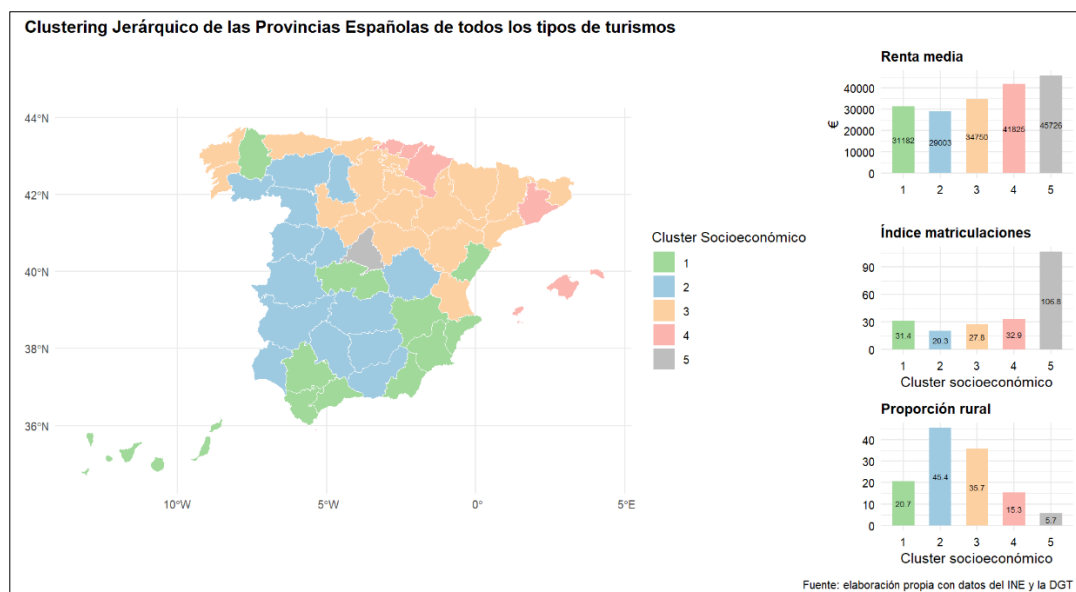 Clustering Jerárquico de las Provincias Españolas de todos los tipos de turismos
44°N
42°N
40°N
38°N
36°N
10°W
5°W
0°
5°E
Cluster Socioeconómico
1
2
3
4
5
Renta media
€
40000
30000
20000
10000
0
31182
29003
34750
41825
45726
1 2 3 4 5
Índice matriculaciones
90
60
30
0
31.4
20.3
27.8
32.9
106.8
1 2 3 4 5
Cluster socioeconómico
Proporción rural
40
30
20
10
0
20.7
45.4
35.7
15.3
5.7
1 2 3 4 5
Cluster socioeconómico
Fuente: elaboración propia con datos del INE y la DGT